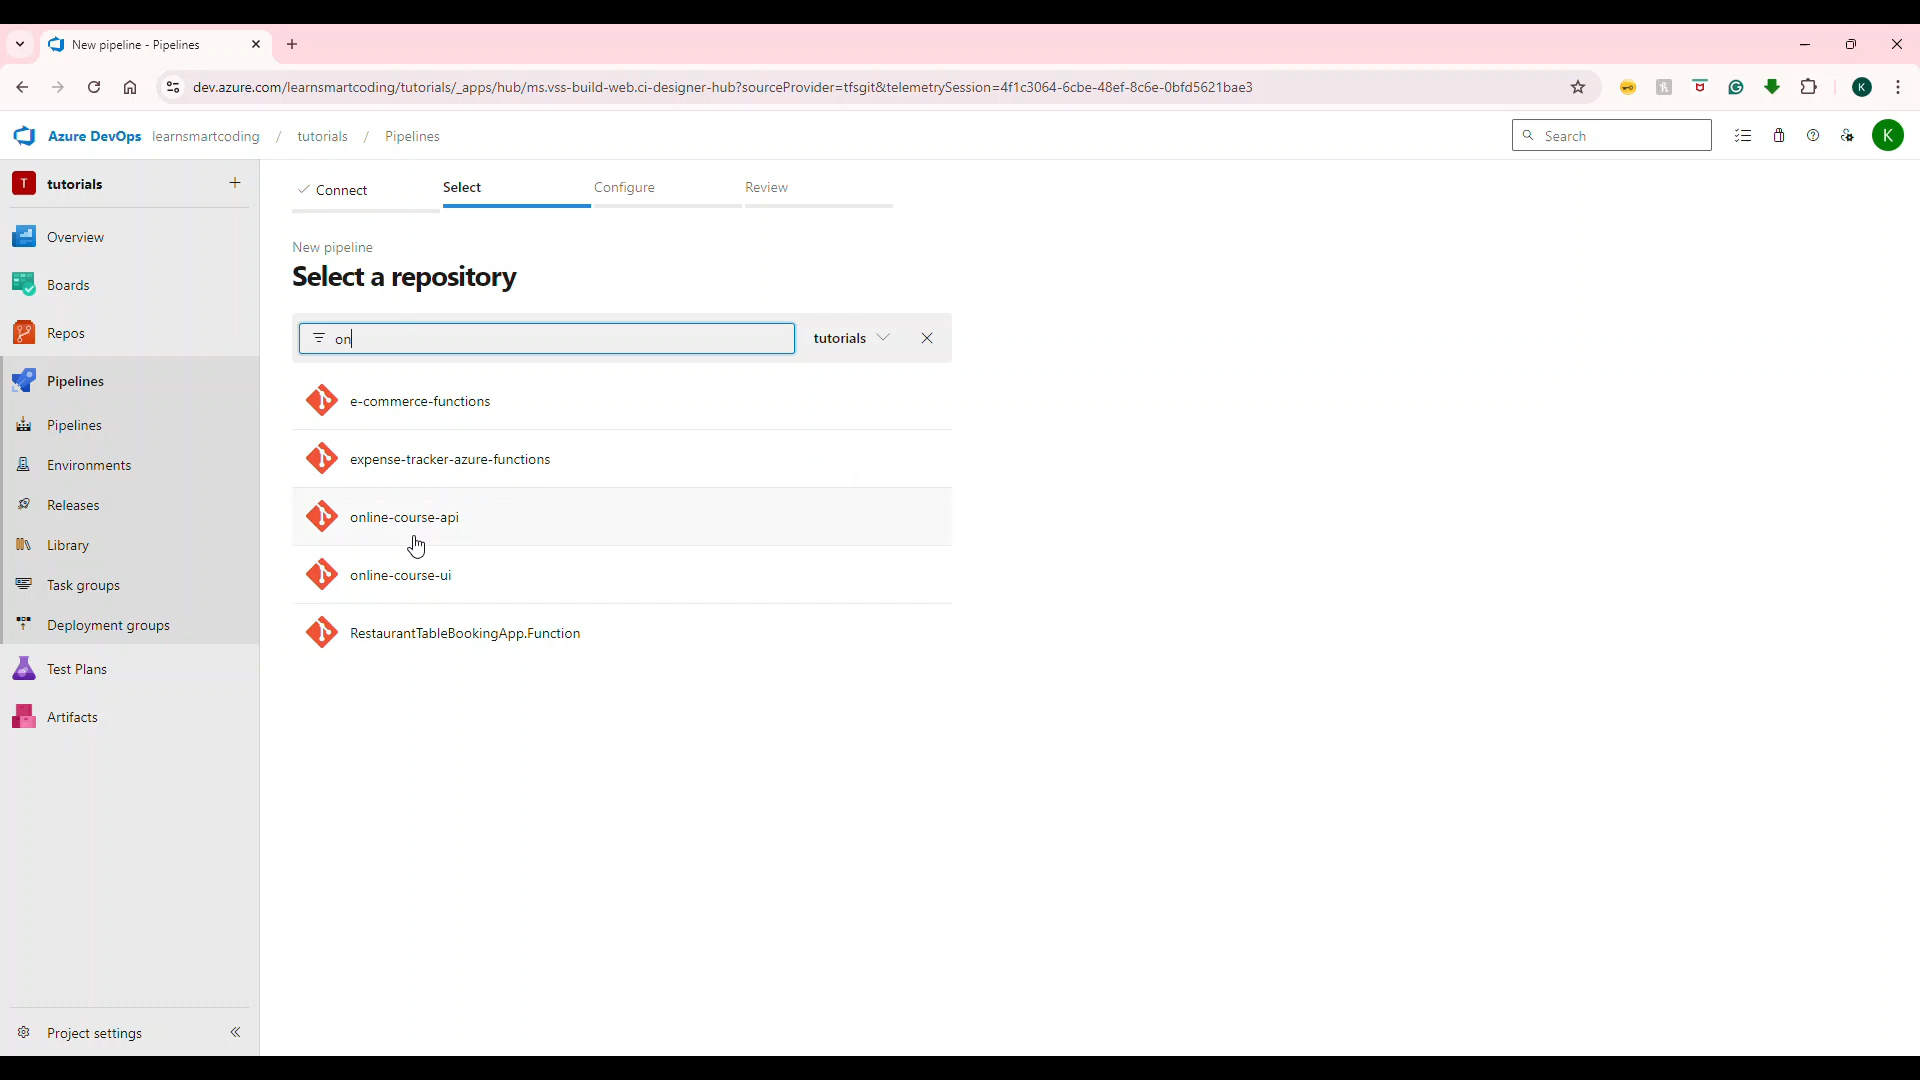 New pipeline - Pipelines
dev.azure.com/learnsmartcoding/tutorials/_apps/hub/ms.vss-build-web.ci-designer-hub?sourceProvider=tfsgit&telemetrySession=4f1c3064-6cbe-48ef-8c6e-0bfd5621bae3
K
Azure DevOps learnsmartcoding / tutorials / Pipelines
Search
K
T tutorials
Overview
Boards
Repos
Pipelines
Pipelines
Environments
Releases
Library
Task groups
Deployment groups
Test Plans
Artifacts
Project settings
Connect
Select
Configure
Review
New pipeline
Select a repository
on
tutorials
e-commerce-functions
expense-tracker-azure-functions
online-course-api
online-course-ui
RestaurantTableBookingApp.Function